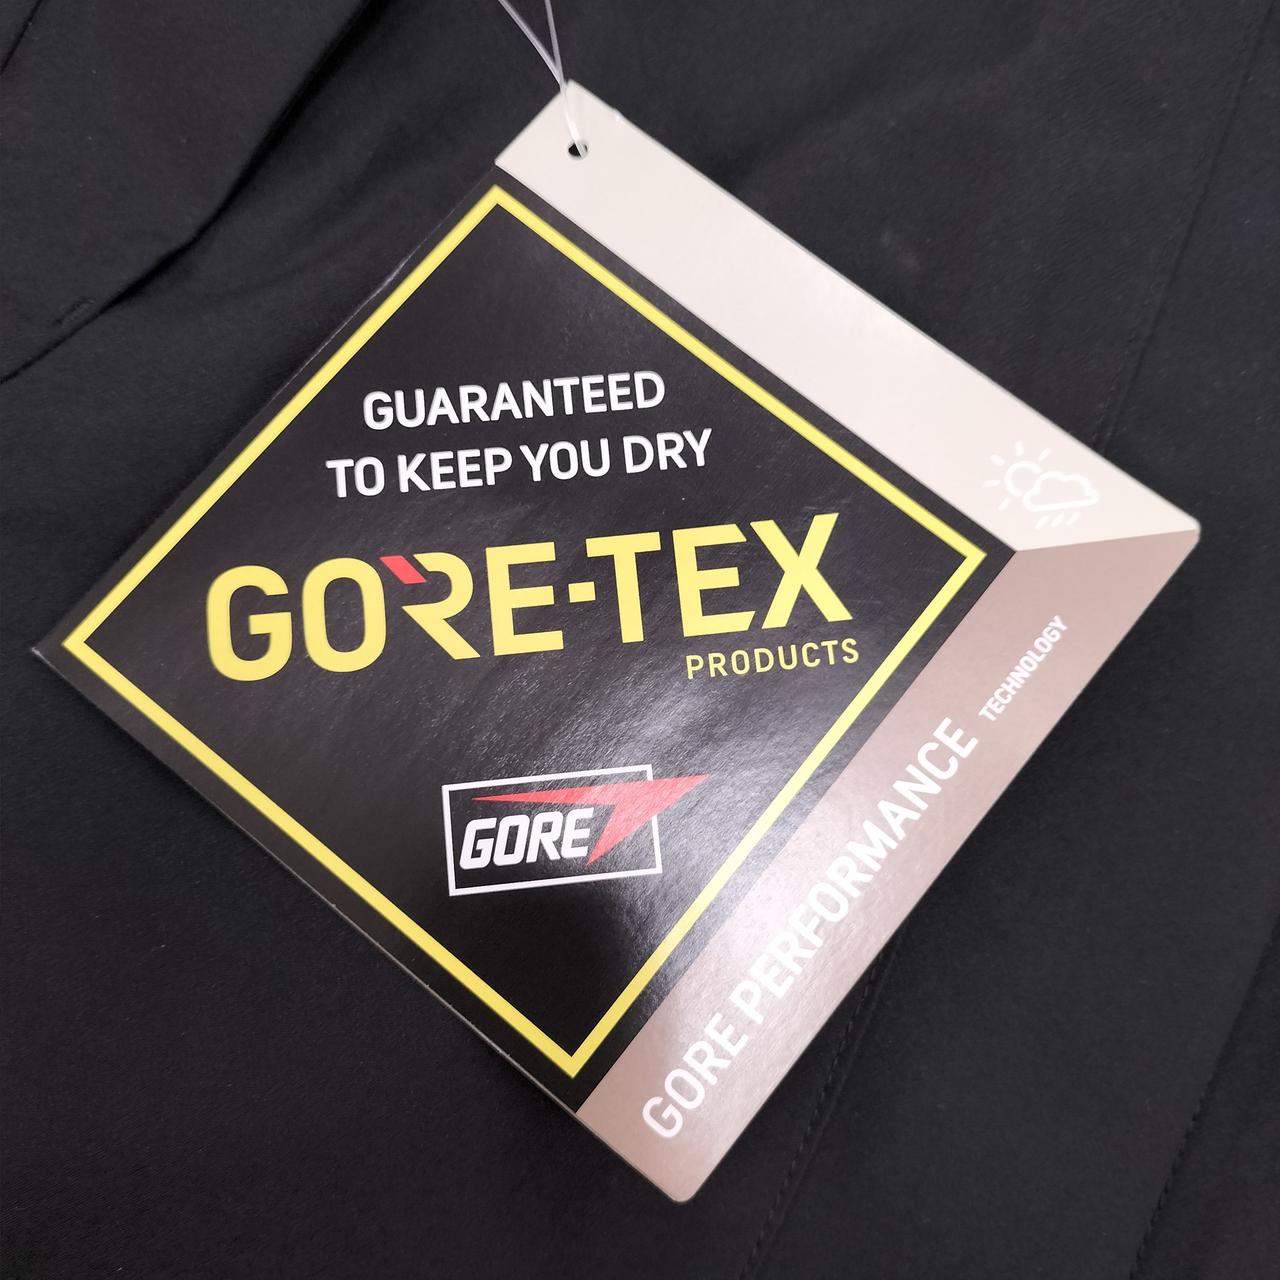 GUARANTEED
TO KEEP YOU DRY
GORE-TEX
PRODUCTS
GORE
GORE PERFORMANCE TECHNOLOGY